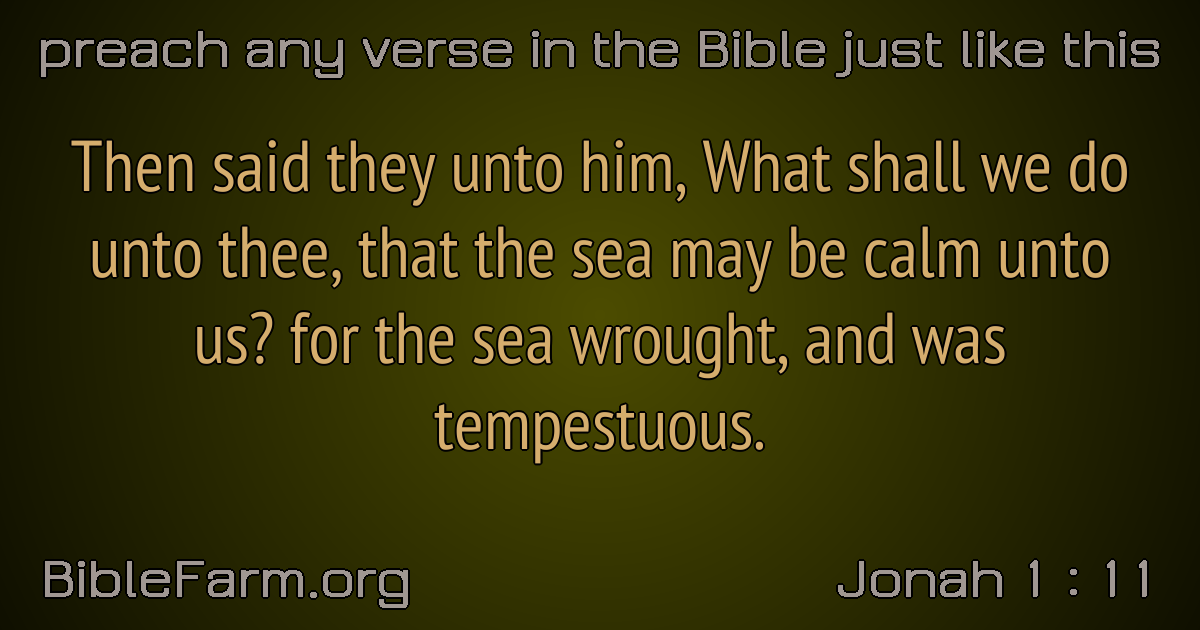 preach any verse in the Bible just like this
Then said they unto him, What shall we do
unto thee, that the sea may be calm unto
us? for the sea wrought, and was
tempestuous.
BibleFarm.org
Jonah 1 : 11